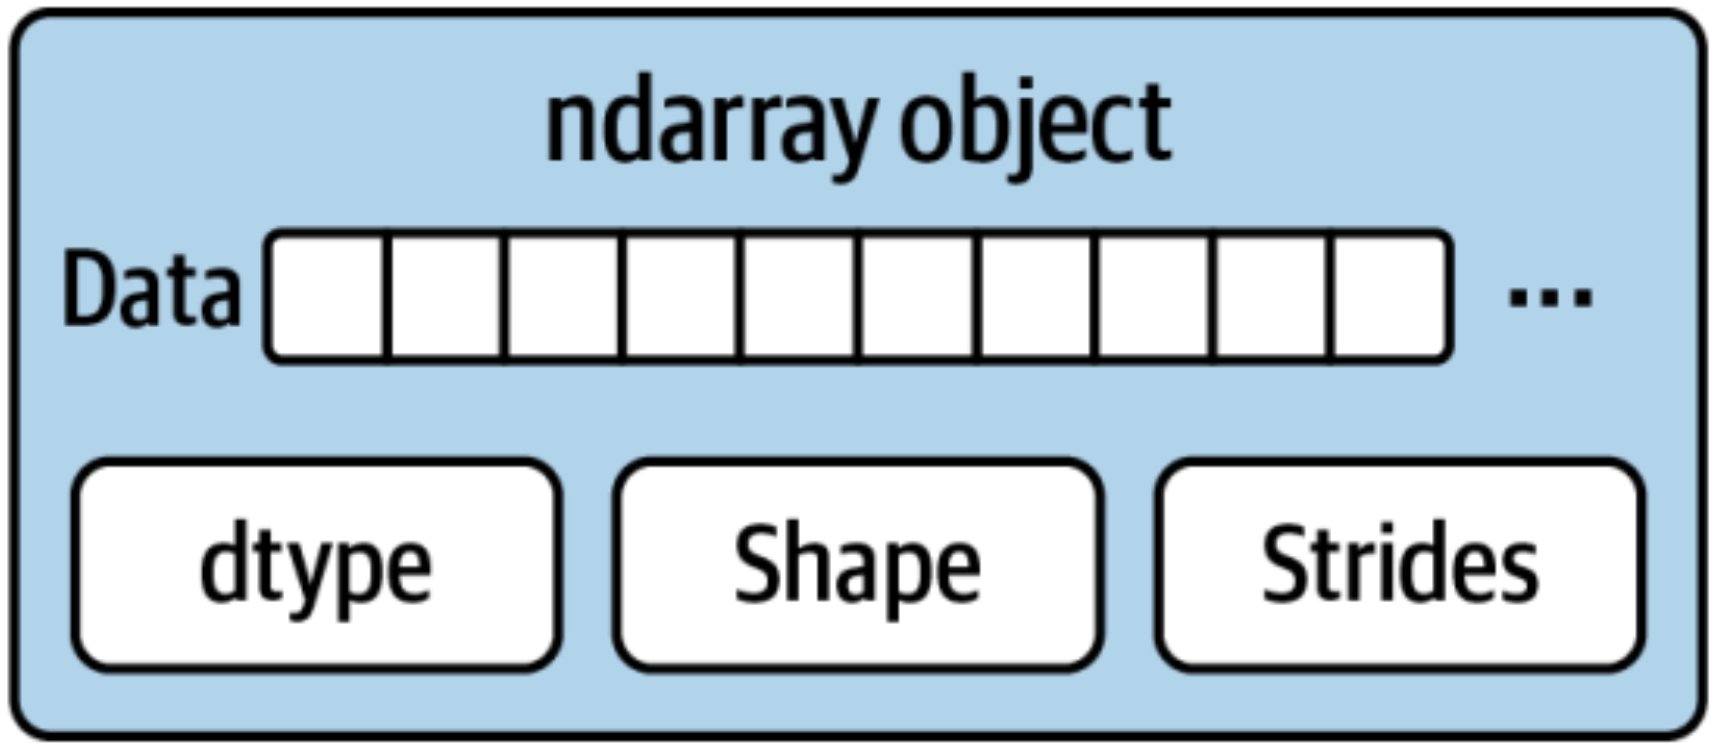 ndarray object
Data ...
dtype Shape Strides